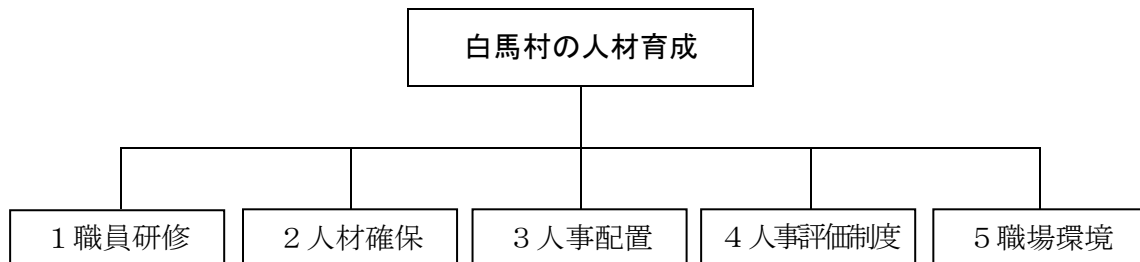 白馬村の人材育成
１職員研修
２人材確保
３人事配置
４人事評価制度
５職場環境